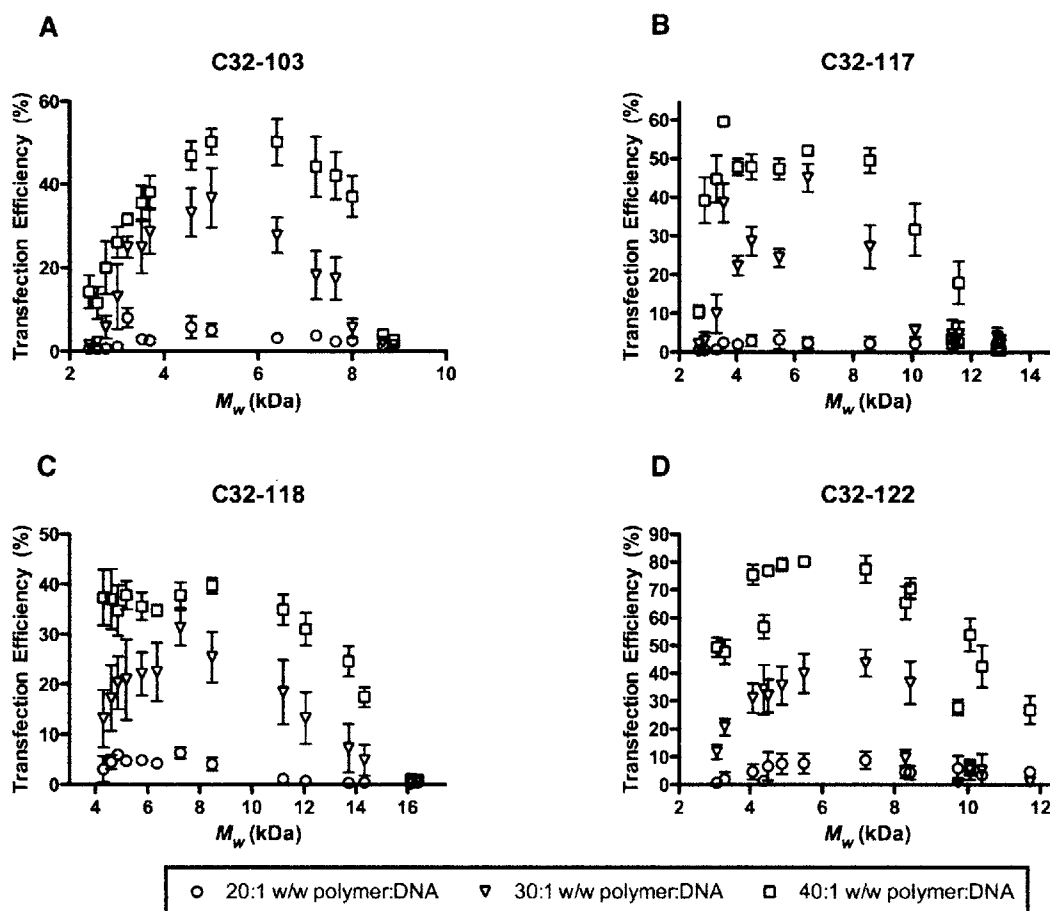 A
C32-103
Transfection Efficiency (%)
60
40
20
0
2 4 6 8 10
Mw (kDa)
B
C32-117
Transfection Efficiency (%)
60
50
40
30
20
10
0
2 4 6 8 10 12 14
Mw (kDa)
C
C32-118
Transfection Efficiency (%)
50
40
30
20
10
0
4 6 8 10 12 14 16
Mw (kDa)
D
C32-122
Transfection Efficiency (%)
90
80
70
60
50
40
30
20
10
0
2 4 6 8 10 12
Mw (kDa)
20:1 w/w polymer:DNA 30:1 w/w polymer:DNA 40:1 w/w polymer:DNA